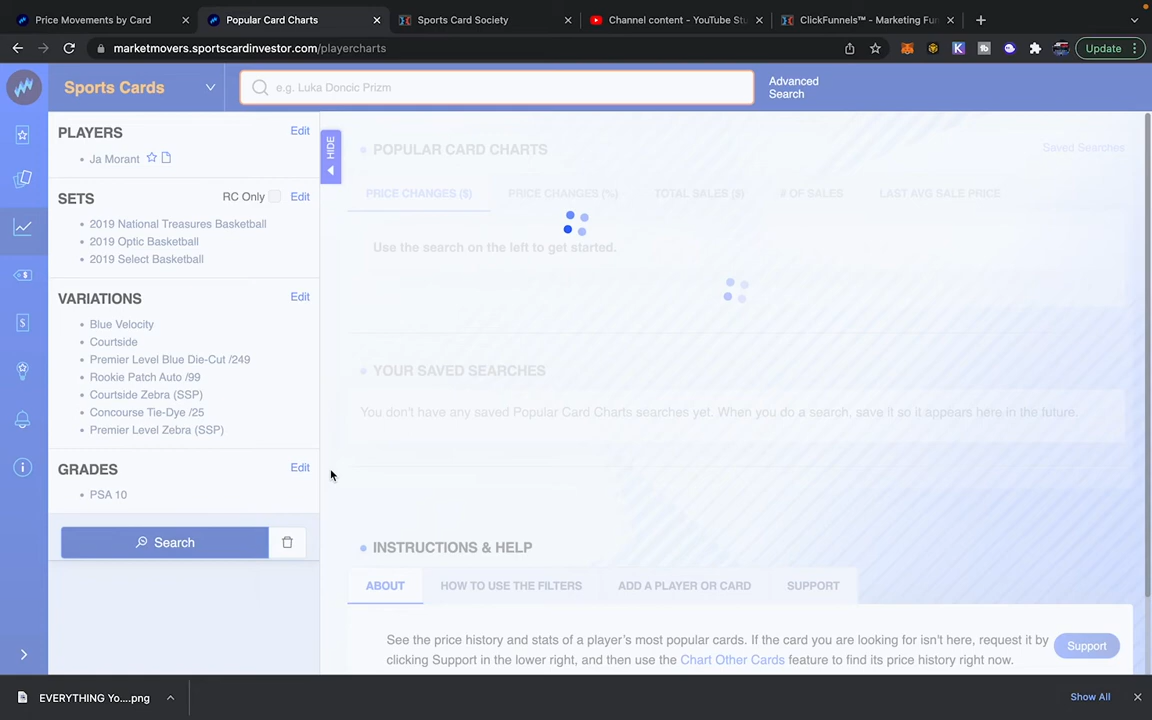 Price Movements by Card
Popular Card Charts
Sports Card Society
Channel content - YouTube Stu
ClickFunnels™ - Marketing Fun
marketmovers.sportscardinvestor.com/playercharts
Update
Sports Cards
e.g. Luka Doncic Prizm
Advanced
Search
PLAYERS
Edit
Ja Morant
SETS
RC Only
Edit
2019 National Treasures Basketball
2019 Optic Basketball
2019 Select Basketball
VARIATIONS
Edit
Blue Velocity
Courtside
Premier Level Blue Die-Cut /249
Rookie Patch Auto /99
Courtside Zebra (SSP)
Concourse Tie-Dye /25
Premier Level Zebra (SSP)
GRADES
Edit
PSA 10
Search
HIDE
POPULAR CARD CHARTS
Saved Searches
PRICE CHANGES ($)
PRICE CHANGES (%)
TOTAL SALES ($)
# OF SALES
LAST AVG SALE PRICE
Use the search on the left to get started.
YOUR SAVED SEARCHES
You don't have any saved Popular Card Charts searches yet. When you do a search, save it so it appears here in the future.
INSTRUCTIONS & HELP
ABOUT
HOW TO USE THE FILTERS
ADD A PLAYER OR CARD
SUPPORT
See the price history and stats of a player's most popular cards. If the card you are looking for isn't here, request it by
clicking Support in the lower right, and then use the Chart Other Cards feature to find its price history right now.
Support
EVERYTHING Yo....png
Show All